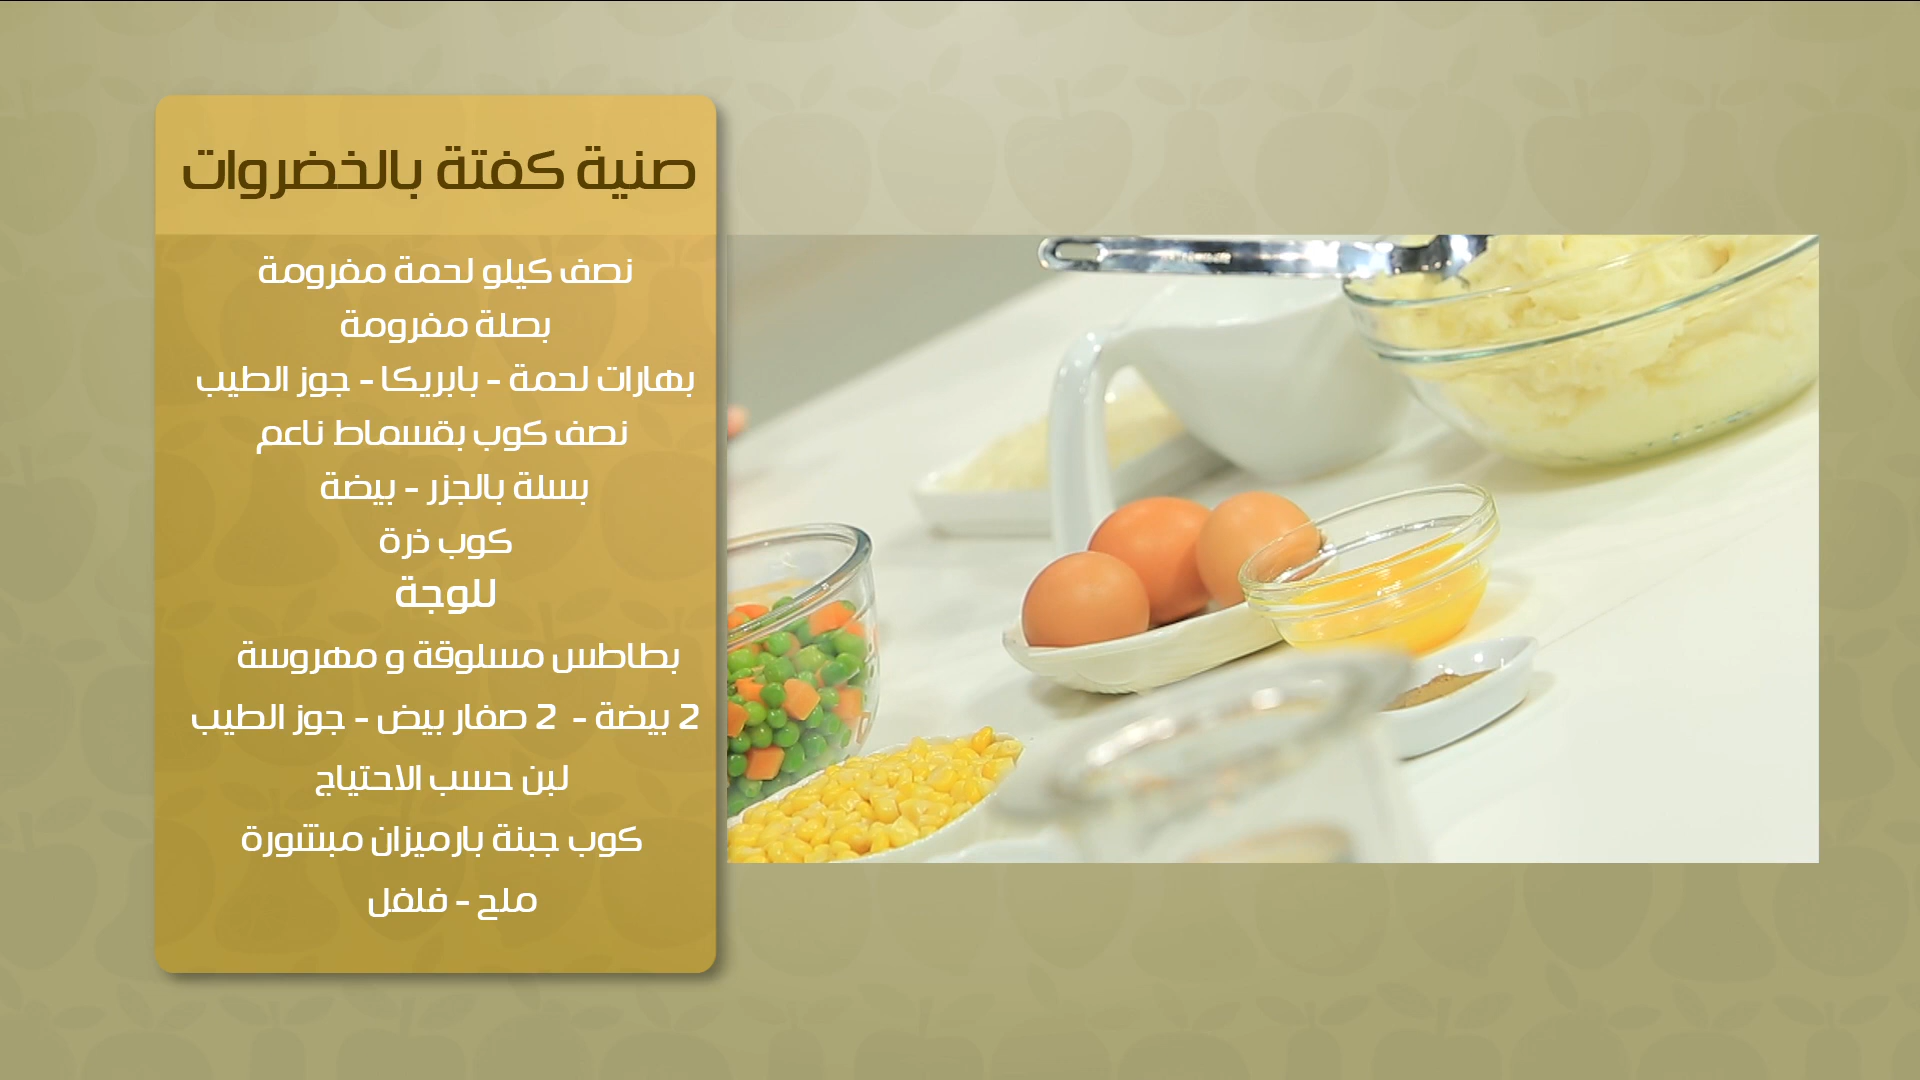 صنية كفتة بالخضروات
نصف كيلو لحمة مفرومة
بصلة مفرومة
بهارات لحمة - بابريكا - جوز الطيب
نصف كوب بقسماط ناعم
بسلة بالجزر - بيضة
كوب ذرة
للوجة
بطاطس مسلوقة و مهروسة
2 بيضة - 2 صفار بيض - جوز الطيب
لبن حسب الاحتياج
كوب جبنة بارميزان مبشورة
ملح - فلفل